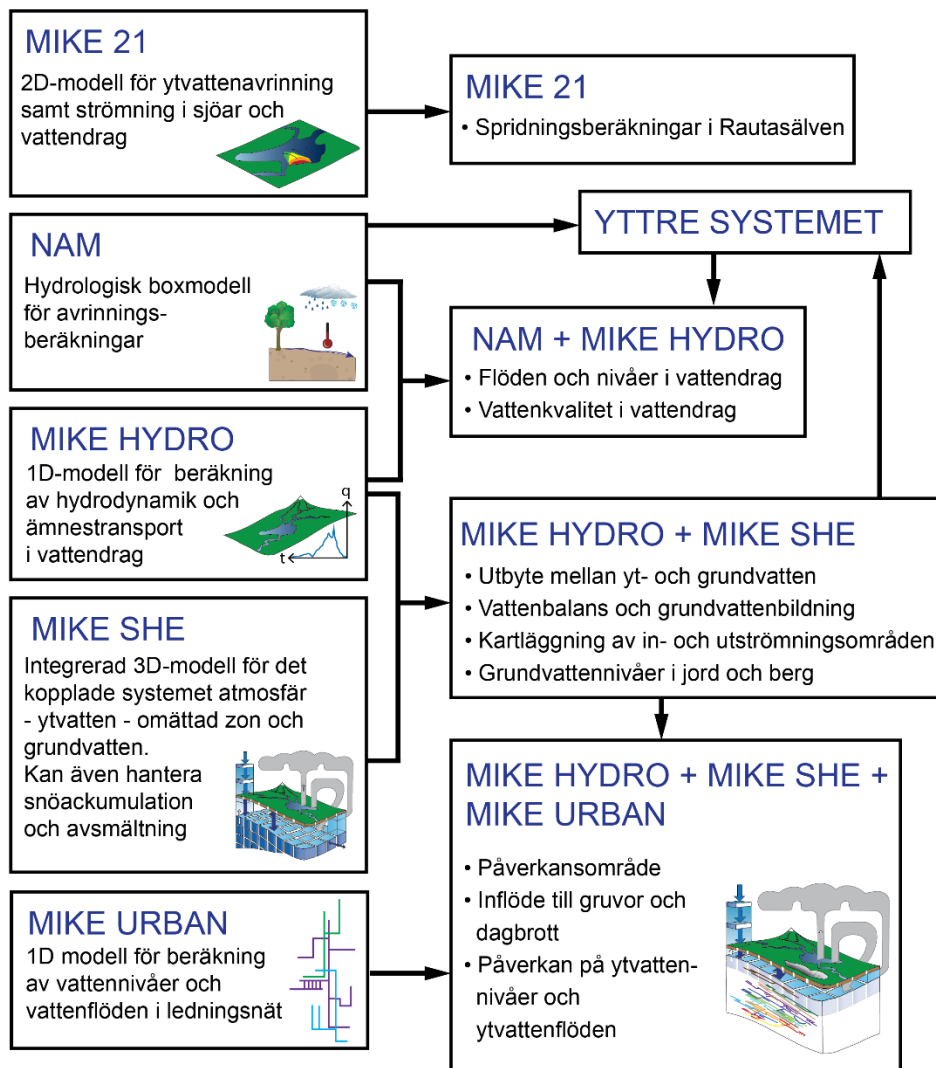 MIKE 21
2D-modell för ytvattenavrinning
samt strömning i sjöar och
vattendrag
MIKE 21
• Spridningsberäkningar i Rautasälven
NAM
Hydrologisk boxmodell
för avrinnings-
beräkningar
YTTRE SYSTEMET
NAM + MIKE HYDRO
• Flöden och nivåer i vattendrag
• Vattenkvalitet i vattendrag
MIKE HYDRO
1D-modell för beräkning
av hydrodynamik och
ämnestransport
i vattendrag
q
t
MIKE HYDRO + MIKE SHE
• Utbyte mellan yt- och grundvatten
• Vattenbalans och grundvattenbildning
• Kartläggning av in- och utströmningsområden
• Grundvattennivåer i jord och berg
MIKE SHE
Integrerad 3D-modell för det
kopplade systemet atmosfär
- ytvatten - omättad zon och
grundvatten.
Kan även hantera
snöackumulation
och avsmältning
MIKE HYDRO + MIKE SHE +
MIKE URBAN
• Påverkansområde
• Inflöde till gruvor och
dagbrott
• Påverkan på ytvatten-
nivåer och
ytvattenflöden
MIKE URBAN
1D modell för beräkning
av vattennivåer och
vattenflöden i ledningsnät